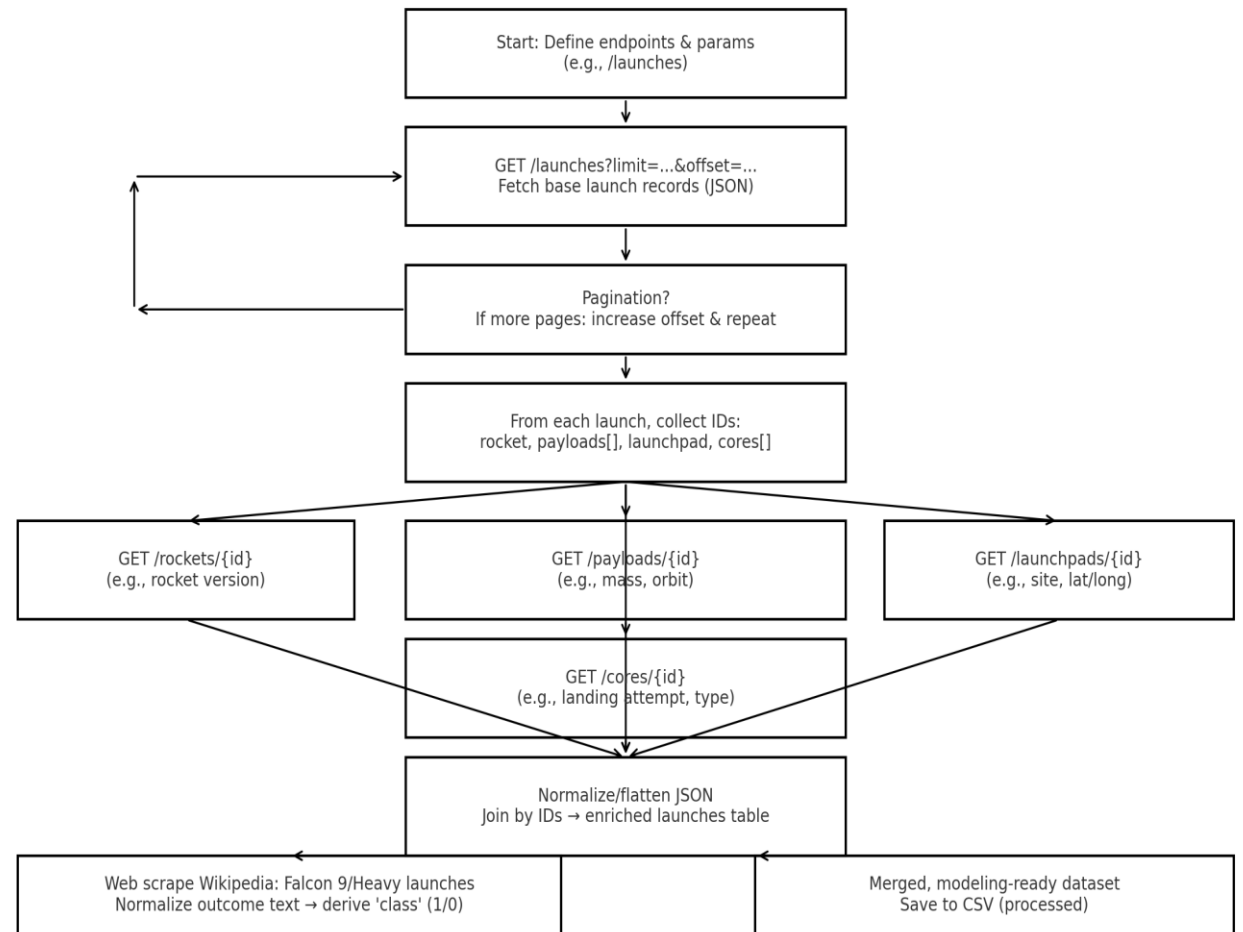 Start: Define endpoints & params
(e.g., /launches)
GET /launches?limit=...&offset=...
Fetch base launch records (JSON)
Pagination?
If more pages: increase offset & repeat
From each launch, collect IDs:
rocket, payloads[], launchpad, cores[]
GET /rockets/{id}
(e.g., rocket version)
GET /payloads/{id}
(e.g., mass, orbit)
GET /launchpads/{id}
(e.g., site, lat/long)
GET /cores/{id}
(e.g., landing attempt, type)
Normalize/flatten JSON
Join by IDs → enriched launches table
Web scrape Wikipedia: Falcon 9/Heavy launches
Normalize outcome text → derive 'class' (1/0)
Merged, modeling-ready dataset
Save to CSV (processed)